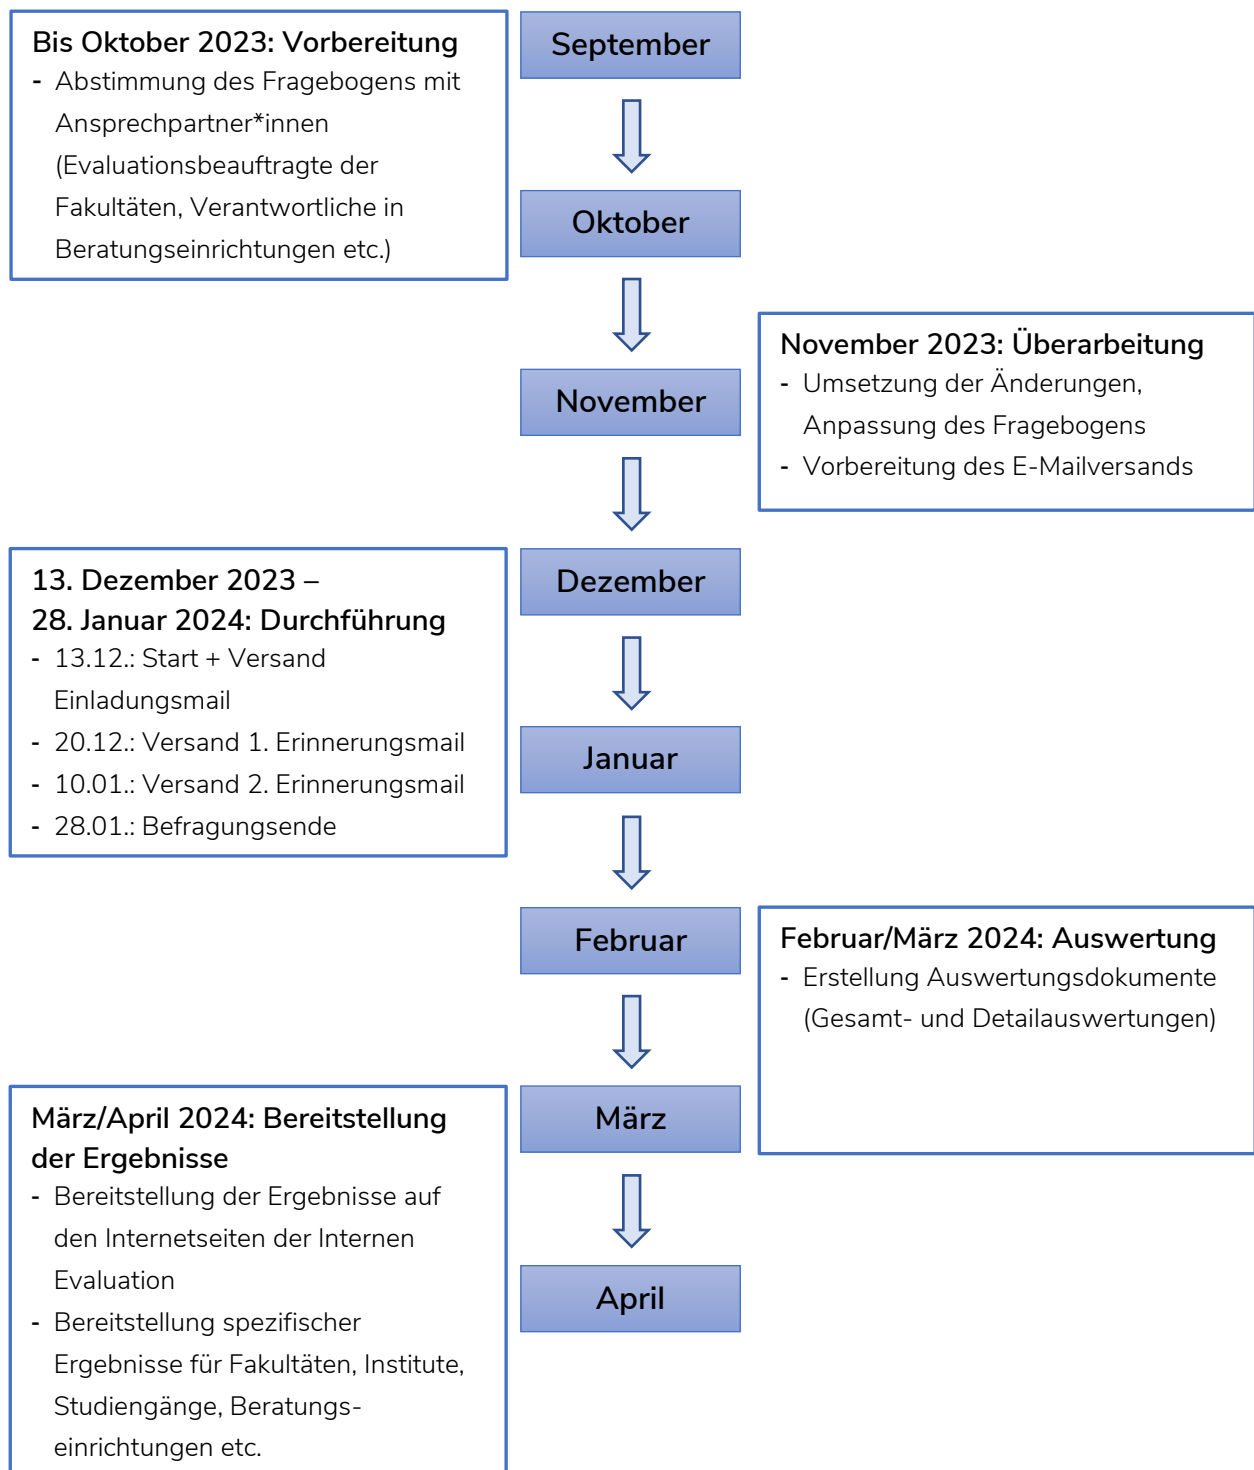 Bis Oktober 2023: Vorbereitung
- Abstimmung des Fragebogens mit
Ansprechpartner*innen
(Evaluationsbeauftragte der
Fakultäten, Verantwortliche in
Beratungseinrichtungen etc.)
September
Oktober
November
November 2023: Überarbeitung
- Umsetzung der Änderungen,
Anpassung des Fragebogens
- Vorbereitung des E-Mailversands
13. Dezember 2023 –
28. Januar 2024: Durchführung
- 13.12.: Start + Versand
Einladungsmail
- 20.12.: Versand 1. Erinnerungsmail
- 10.01.: Versand 2. Erinnerungsmail
- 28.01.: Befragungsende
Dezember
Januar
Februar
Februar/März 2024: Auswertung
- Erstellung Auswertungsdokumente
(Gesamt- und Detailauswertungen)
März/April 2024: Bereitstellung
der Ergebnisse
- Bereitstellung der Ergebnisse auf
den Internetseiten der Internen
Evaluation
- Bereitstellung spezifischer
Ergebnisse für Fakultäten, Institute,
Studiengänge, Beratungs-
einrichtungen etc.
März
April